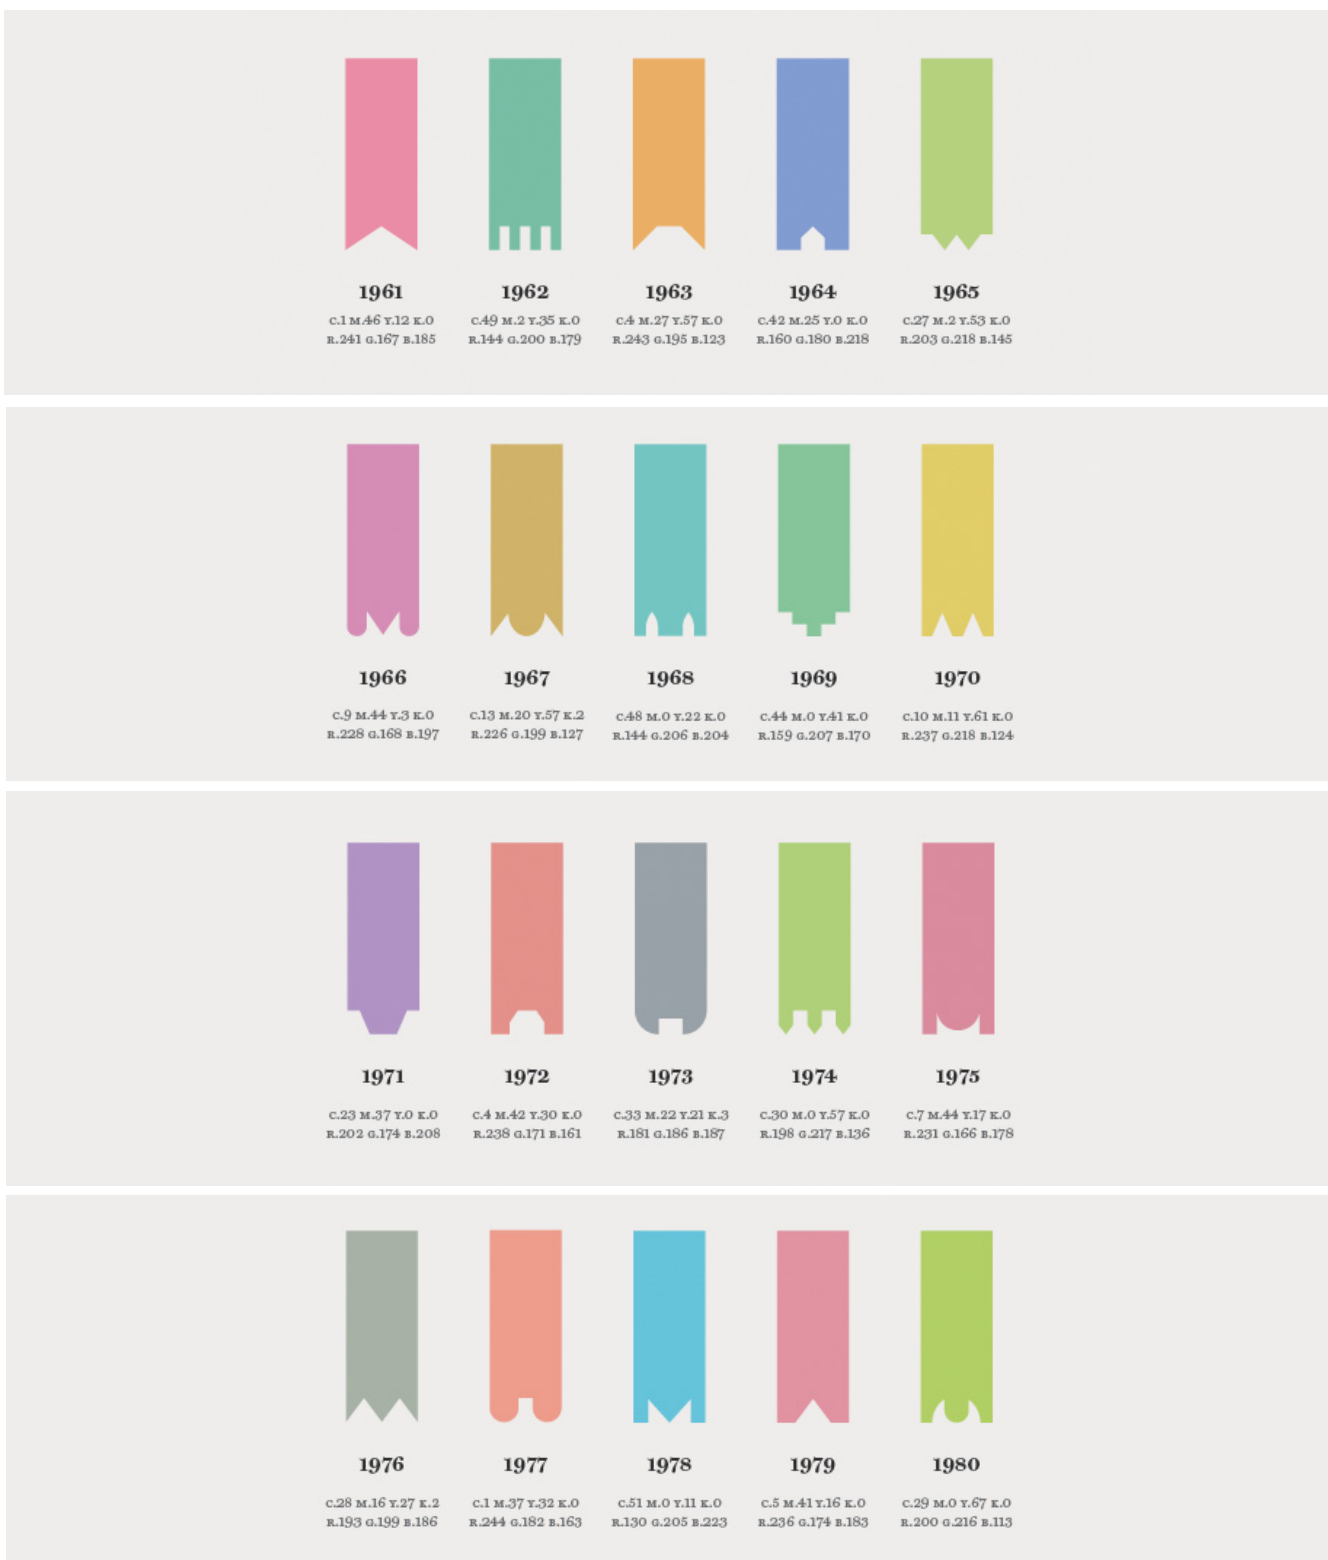 1961 1962 1963 1964 1965
C.1 M.46 Y.12 K.0 C.49 M.2 Y.35 K.0 C.4 M.27 Y.57 K.0 C.42 M.25 Y.0 K.0 C.27 M.2 Y.53 K.0
R.241 G.167 B.185 R.144 G.200 B.179 R.243 G.195 B.123 R.160 G.180 B.218 R.203 G.218 B.145
1966 1967 1968 1969 1970
C.9 M.44 Y.3 K.0 C.13 M.20 Y.57 K.2 C.48 M.0 Y.22 K.0 C.44 M.0 Y.41 K.0 C.10 M.11 Y.61 K.0
R.228 G.168 B.197 R.226 G.199 B.127 R.144 G.206 B.204 R.159 G.207 B.170 R.237 G.218 B.124
1971 1972 1973 1974 1975
C.23 M.37 Y.0 K.0 C.4 M.42 Y.30 K.0 C.33 M.22 Y.21 K.3 C.30 M.0 Y.57 K.0 C.7 M.44 Y.17 K.0
R.202 G.174 B.208 R.238 G.171 B.161 R.181 G.186 B.187 R.198 G.217 B.136 R.231 G.166 B.178
1976 1977 1978 1979 1980
C.28 M.16 Y.27 K.2 C.1 M.37 Y.32 K.0 C.51 M.0 Y.11 K.0 C.5 M.41 Y.16 K.0 C.29 M.0 Y.67 K.0
R.193 G.199 B.186 R.244 G.182 B.163 R.130 G.205 B.223 R.236 G.174 B.183 R.200 G.216 B.113